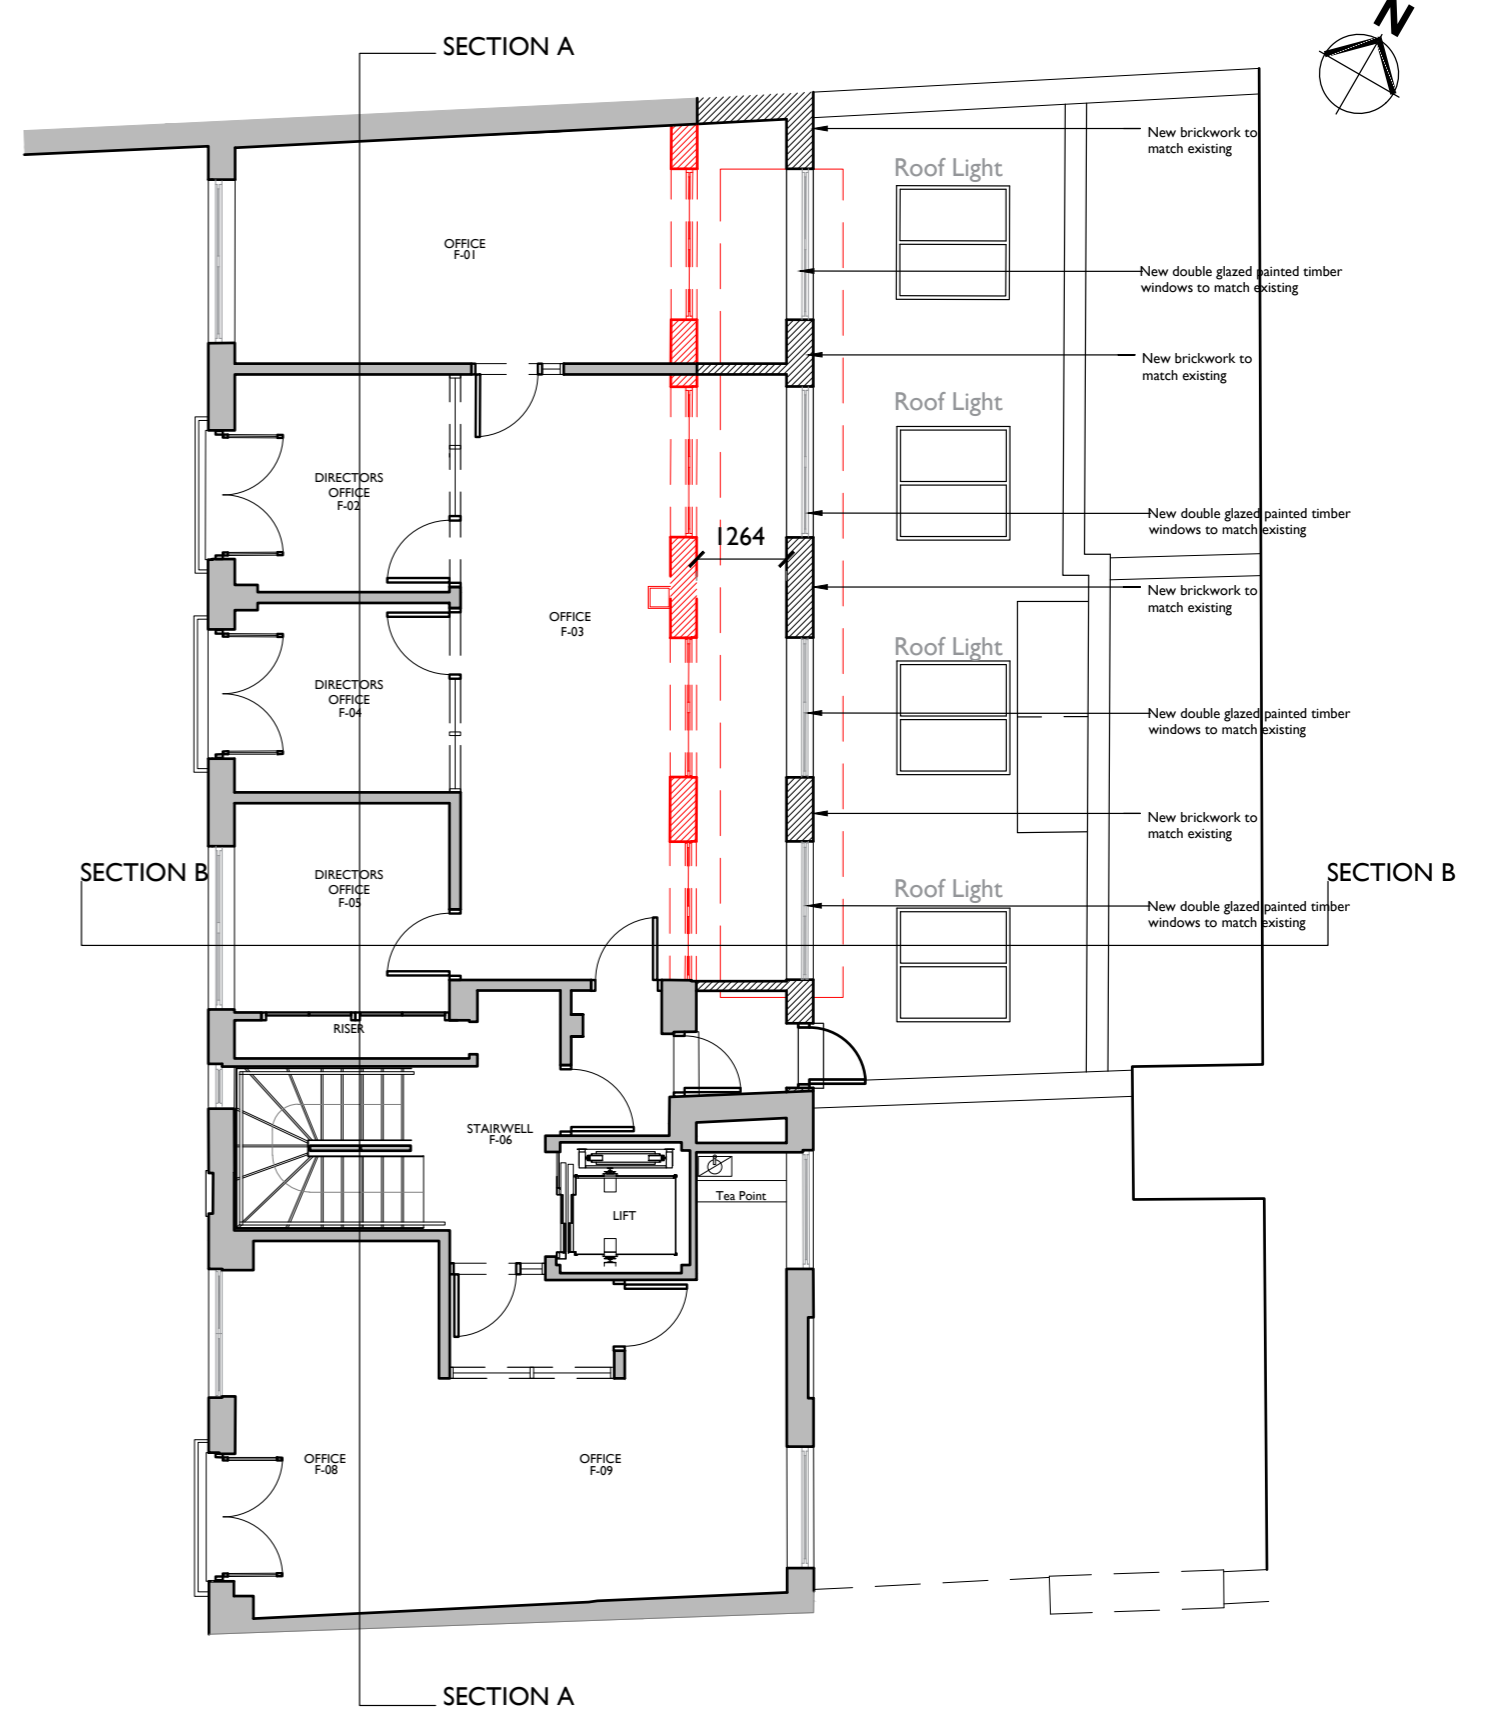 N
SECTION A
New brickwork to
match existing
Roof Light
OFFICE
F-01
New double glazed painted timber
windows to match existing
New brickwork to
match existing
Roof Light
DIRECTORS
OFFICE
F-02
New double glazed painted timber
windows to match existing
1264
New brickwork to
match existing
OFFICE
F-03
Roof Light
DIRECTORS
OFFICE
F-04
New double glazed painted timber
windows to match existing
New brickwork to
match existing
SECTION B
DIRECTORS
OFFICE
F-05
Roof Light
SECTION B
New double glazed painted timber
windows to match existing
RISER
STAIRWELL
F-06
Tea Point
LIFT
OFFICE
F-08
OFFICE
F-09
SECTION A